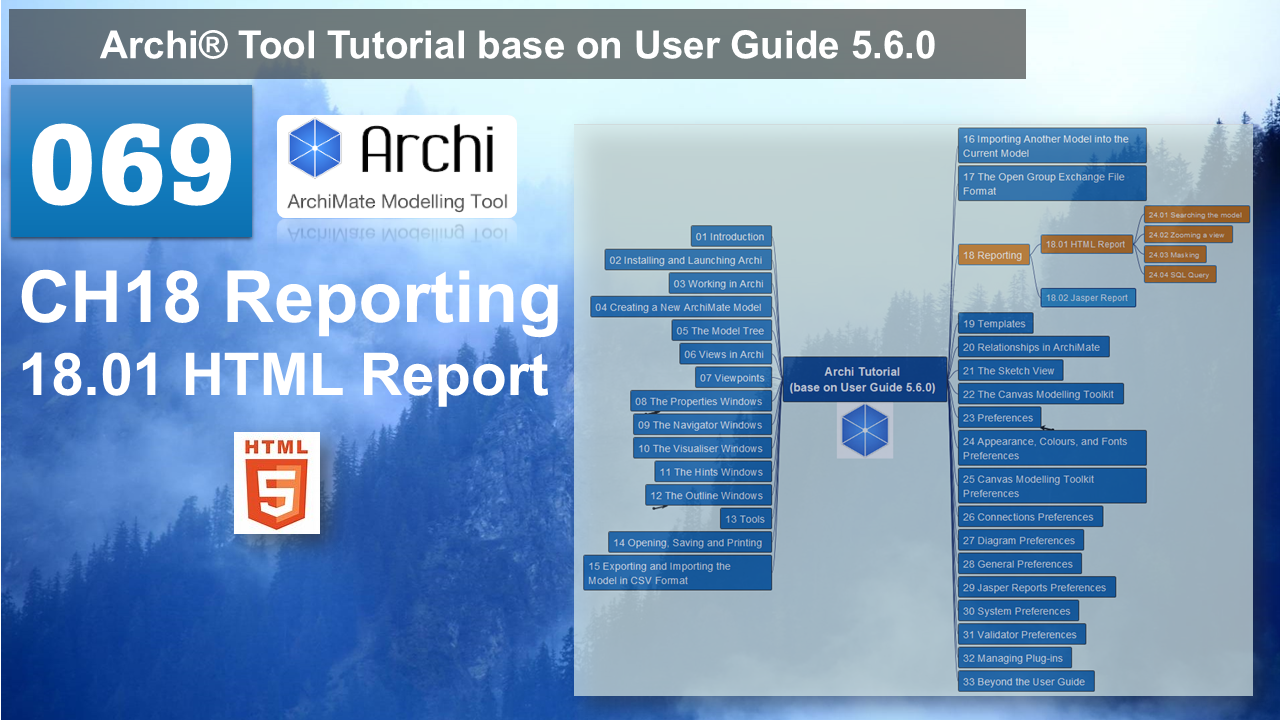 Archi® Tool Tutorial base on User Guide 5.6.0
069
Archi
ArchiMate Modelling Tool
CH18 Reporting
18.01 HTML Report
HTML
5
01 Introduction
02 Installing and Launching Archi
03 Working in Archi
04 Creating a New ArchiMate Model
05 The Model Tree
06 Views in Archi
07 Viewpoints
08 The Properties Windows
09 The Navigator Windows
10 The Visualiser Windows
11 The Hints Windows
12 The Outline Windows
13 Tools
14 Opening, Saving and Printing
15 Exporting and Importing the
Model in CSV Format
Archi Tutorial
(base on User Guide 5.6.0)
16 Importing Another Model into the
Current Model
17 The Open Group Exchange File
Format
18 Reporting
18.01 HTML Report
24.01 Searching the model
24.02 Zooming a view
24.03 Masking
24.04 SQL Query
18.02 Jasper Report
19 Templates
20 Relationships in ArchiMate
21 The Sketch View
22 The Canvas Modelling Toolkit
23 Preferences
24 Appearance, Colours, and Fonts
Preferences
25 Canvas Modelling Toolkit
Preferences
26 Connections Preferences
27 Diagram Preferences
28 General Preferences
29 Jasper Reports Preferences
30 System Preferences
31 Validator Preferences
32 Managing Plug-ins
33 Beyond the User Guide